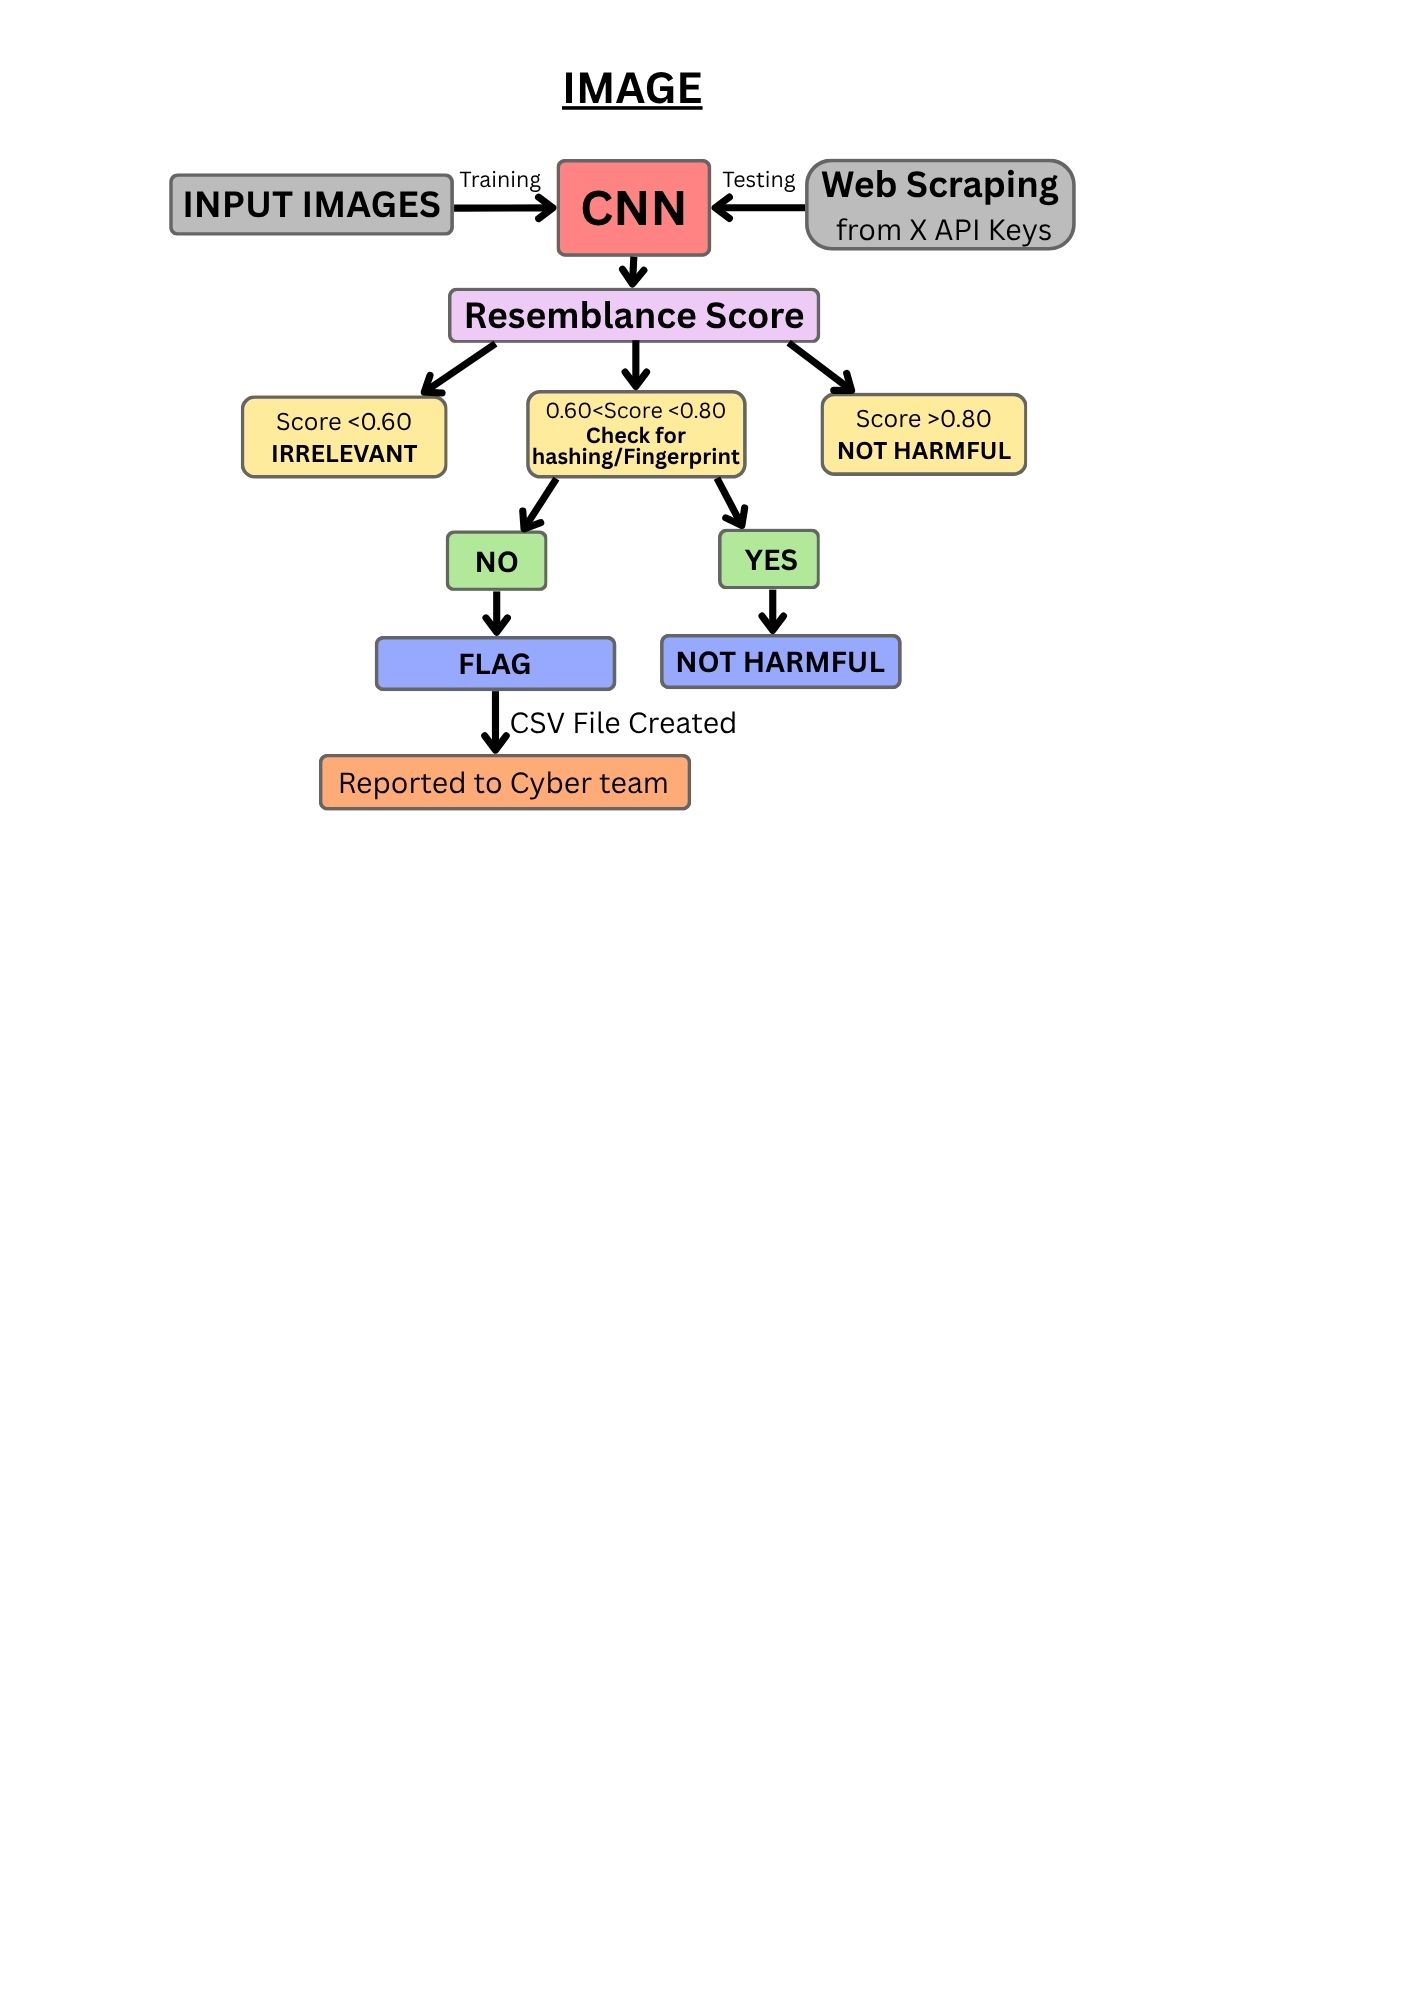 IMAGE
INPUT IMAGES
Training
CNN
Testing
Web Scraping
from X API Keys
Resemblance Score
Score <0.60
IRRELEVANT
0.60<Score <0.80
Check for
hashing/Fingerprint
Score >0.80
NOT HARMFUL
NO
YES
FLAG
NOT HARMFUL
CSV File Created
Reported to Cyber team